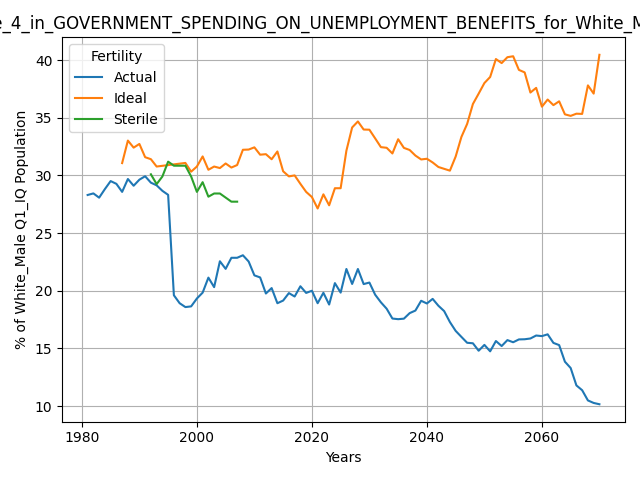 _4_in_GOVERNMENT_SPENDING_ON_UNEMPLOYMENT_BENEFITS_for_White_M
Fertility
Actual
Ideal
Sterile
% of White_Male Q1_IQ Population
40
35
30
25
20
15
10
1980 2000 2020 2040 2060
Years